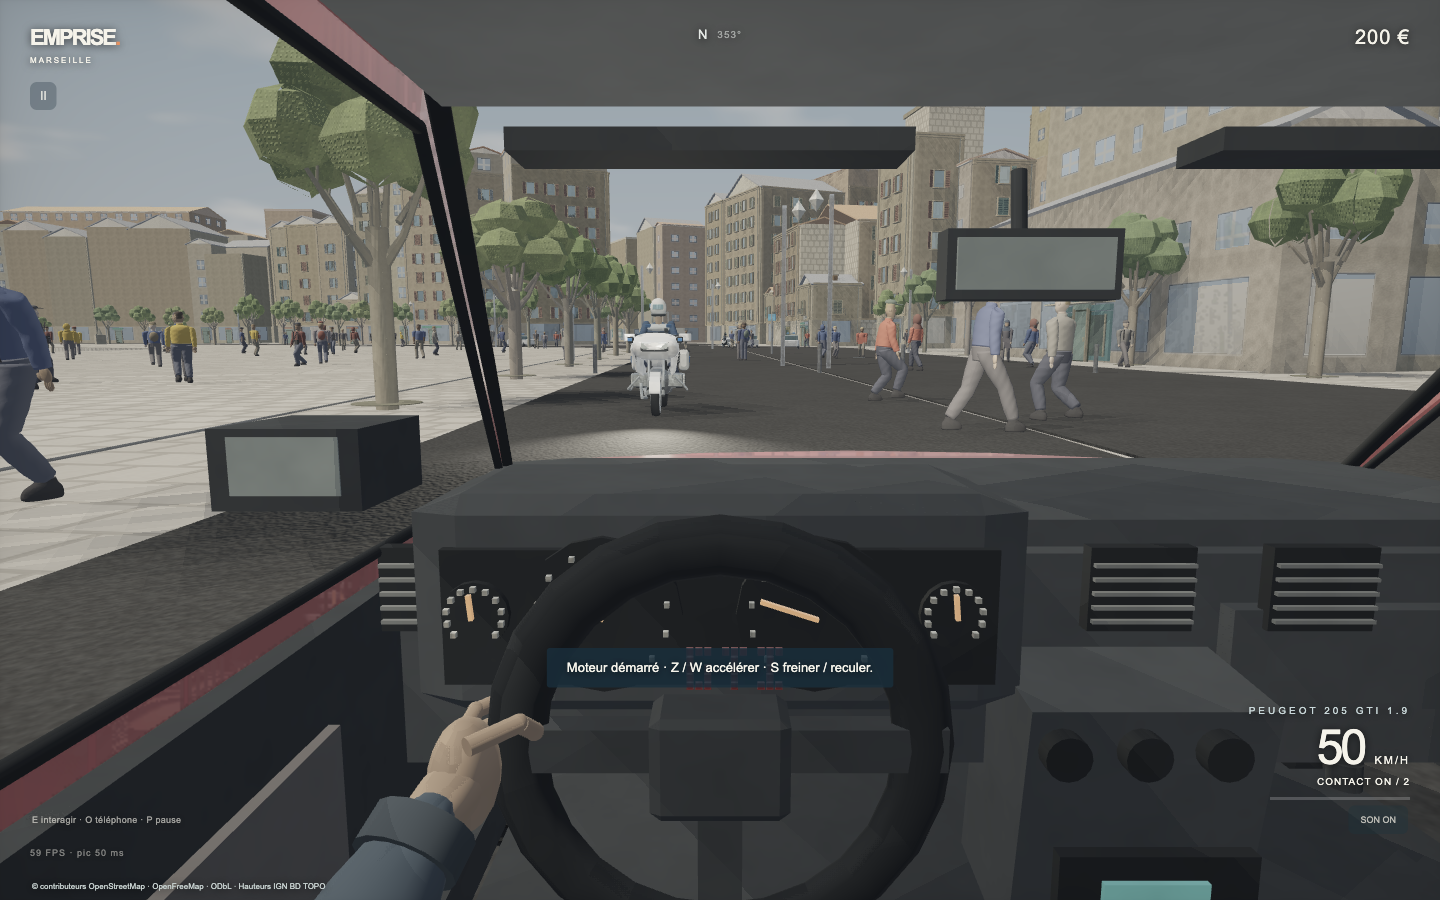 EMPRISE.
N 353°
200 €
MARSEILLE
II
Moteur démarré · Z / W accélérer · S freiner / reculer.
PEUGEOT 205 GTI 1.9
50 KM/H
CONTACT ON / 2
SON ON
E interagir · O téléphone · P pause
59 FPS · pic 50 ms
© contributeurs OpenStreetMap · OpenFreeMap · ODbL · Hauteurs IGN BD TOPO